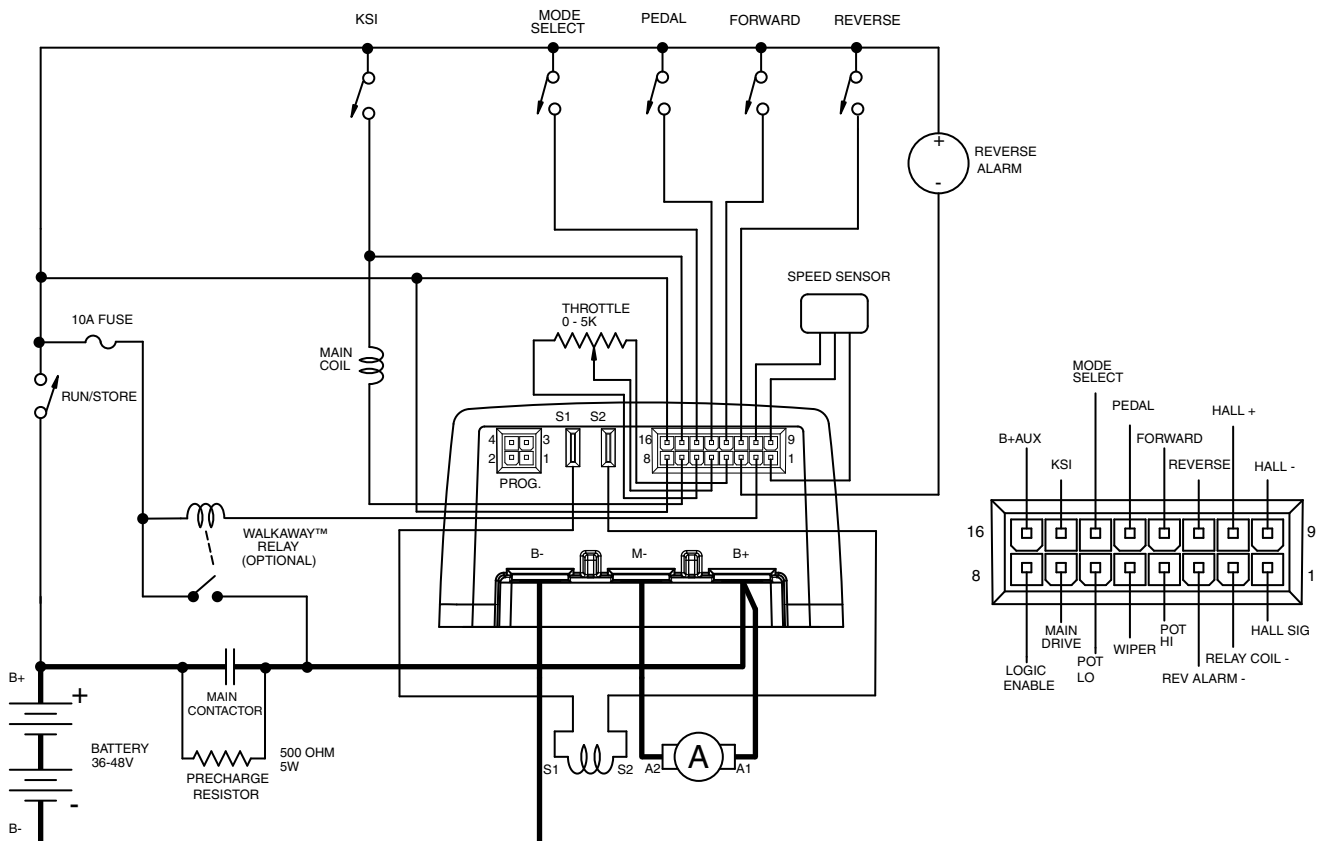 KSI
MODE
SELECT
PEDAL
FORWARD
REVERSE
+
-
REVERSE
ALARM
SPEED SENSOR
THROTTLE
0 - 5K
10A FUSE
MAIN
COIL
RUN/STORE
S1
S2
4
3
2
1
PROG.
16
9
8
1
WALKAWAY™
RELAY
(OPTIONAL)
B-
M-
B+
B+
+
MAIN
CONTACTOR
BATTERY
36-48V
500 OHM
5W
PRECHARGE
RESISTOR
-
B-
S1
S2
A2
A
A1
MODE
SELECT
PEDAL
HALL +
B+AUX
FORWARD
KSI
REVERSE
HALL -
16
9
8
1
MAIN
DRIVE
POT
HI
HALL SIG
WIPER
RELAY COIL -
LOGIC
ENABLE
POT
LO
REV ALARM -